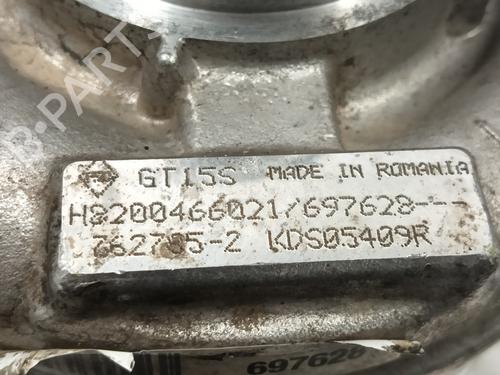 GT15S MADE IN ROMANIA
H8200466021/697628---
762785-2 KDS05409R
697628
B-PARTS